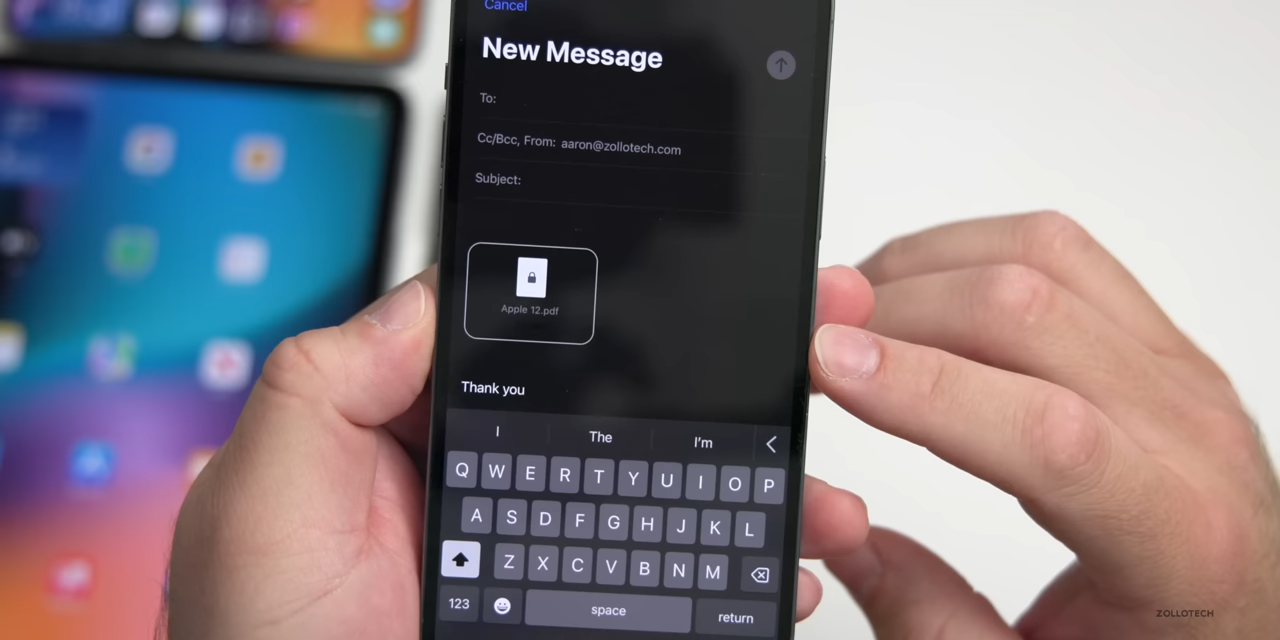 Cancel
New Message
To:
Cc/Bcc, From: aaron@zollotech.com
Subject:
Apple 12.pdf
Thank you
I The I'm
Q W E R T Y U I O P
A S D F G H J K L
Z X C V B N M
123 space return
ZOLLOTECH